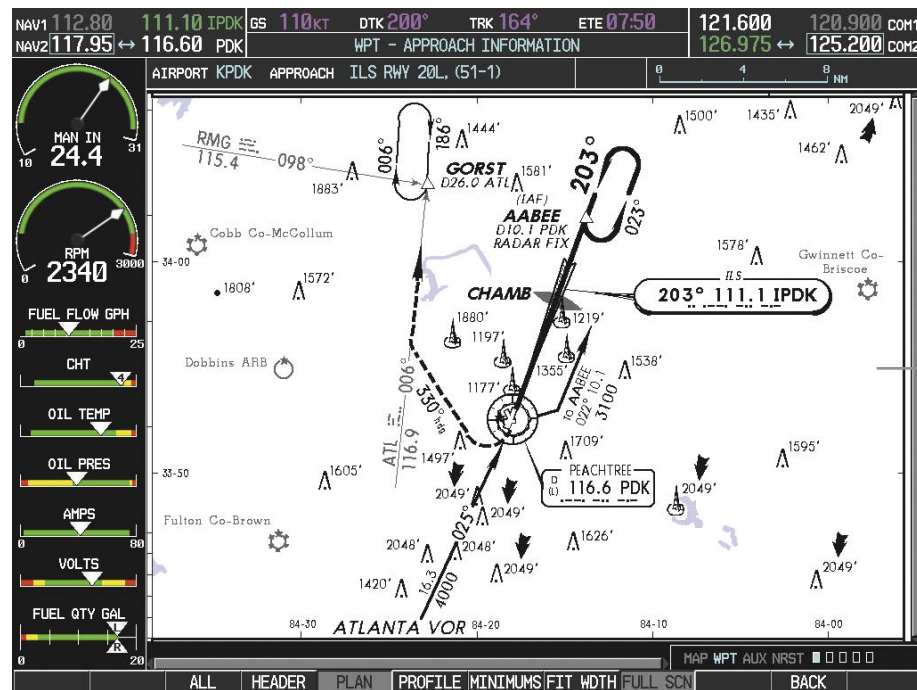 NAV1 112.80 111.10 IPDK
NAV2 117.95 ↔ 116.60 PDK
GS 110KT DTK 200° TRK 164° ETE 07:50
WPT - APPROACH INFORMATION
121.600 120.900 COM1
126.975 ↔ 125.200 COM2
AIRPORT KPDK APPROACH ILS RWY 20L, (51-1)
0 4 8 NM
MAN IN
10 24.4 31
RPM
0 2340 3000
FUEL FLOW GPH
0 25
CHT
4
OIL TEMP
OIL PRES
AMPS
0 80
VOLTS
FUEL QTY GAL
L
R
0 20
RMG
115.4
098°
006°
186°
1444'
1500'
1435'
2049'
1462'
1883'
GORST
D26.0 ATL
1581'
(IAF)
AABEE
D10.1 PDK
RADAR FIX
203°
023°
Cobb Co-McCollum
34-00
1808'
1572'
1578'
Gwinnett Co-
Briscoe
CHAMB
ILS
203° 111.1 IPDK
1880'
1197'
1219'
1355'
1177'
1538'
Dobbins ARB
330° hdg
006°
ATL
116.9
to AABEE
022° 10.1
3100
1497'
1709'
1595'
33-50
1605'
PEACHTREE
D
(L)
116.6 PDK
2049'
2049'
2049'
Fulton Co-Brown
025°
2048'
2048'
1626'
2049'
2049'
1420'
16.3
4000
84-30
84-20
84-10
84-00
ATLANTA VOR
MAP WPT AUX NRST
ALL HEADER PLAN PROFILE MINIMUMS FIT WDTH FULL SCN BACK